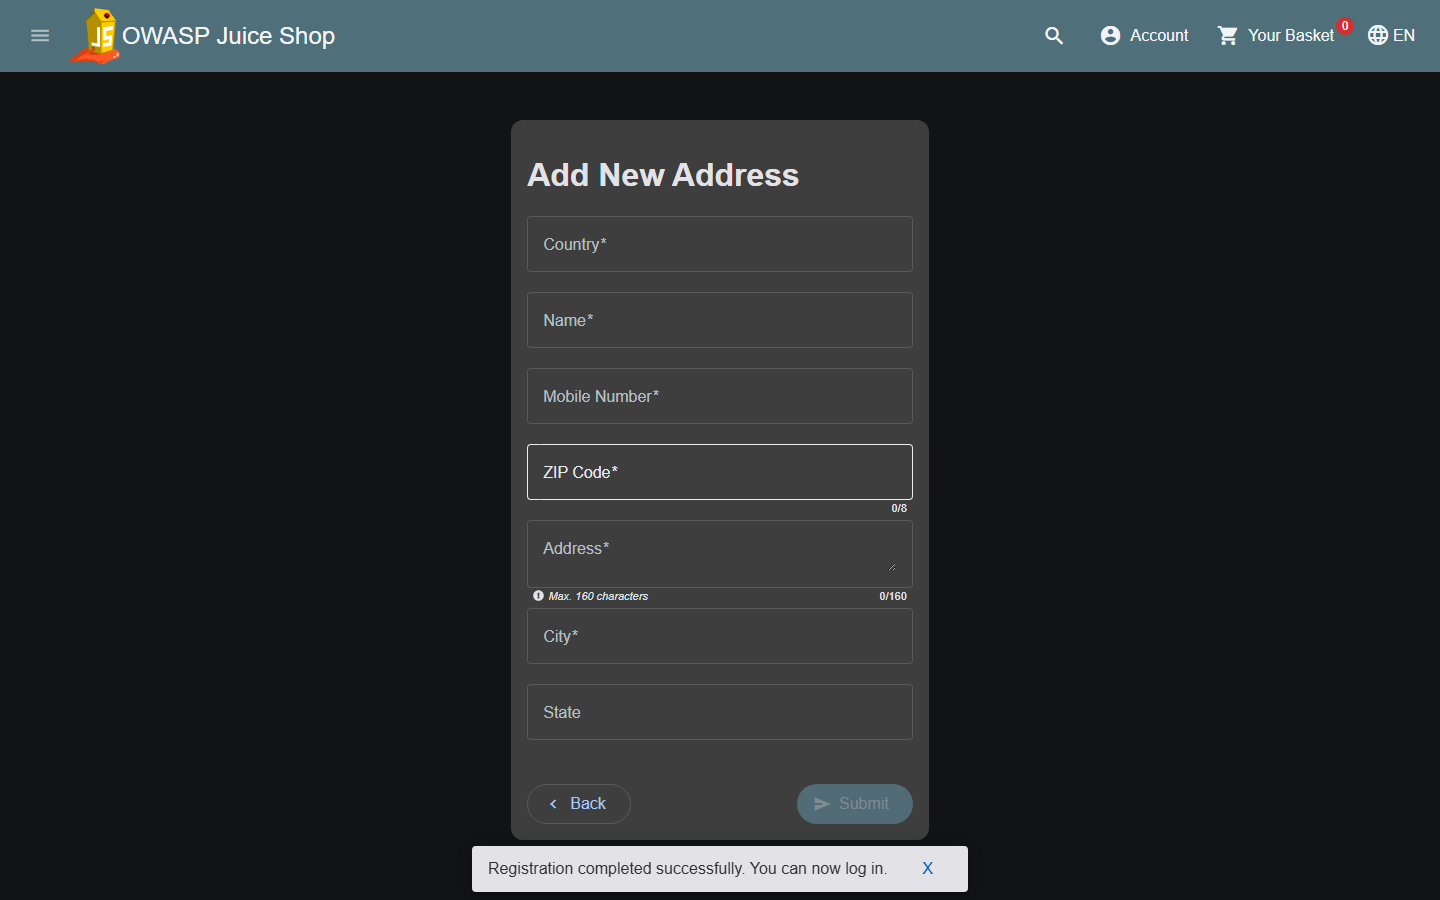 OWASP Juice Shop
Account
Your Basket
0
EN
Add New Address
Country*
Name*
Mobile Number*
ZIP Code*
0/8
Address*
Max. 160 characters
0/160
City*
State
Back
Submit
Registration completed successfully. You can now log in.
X